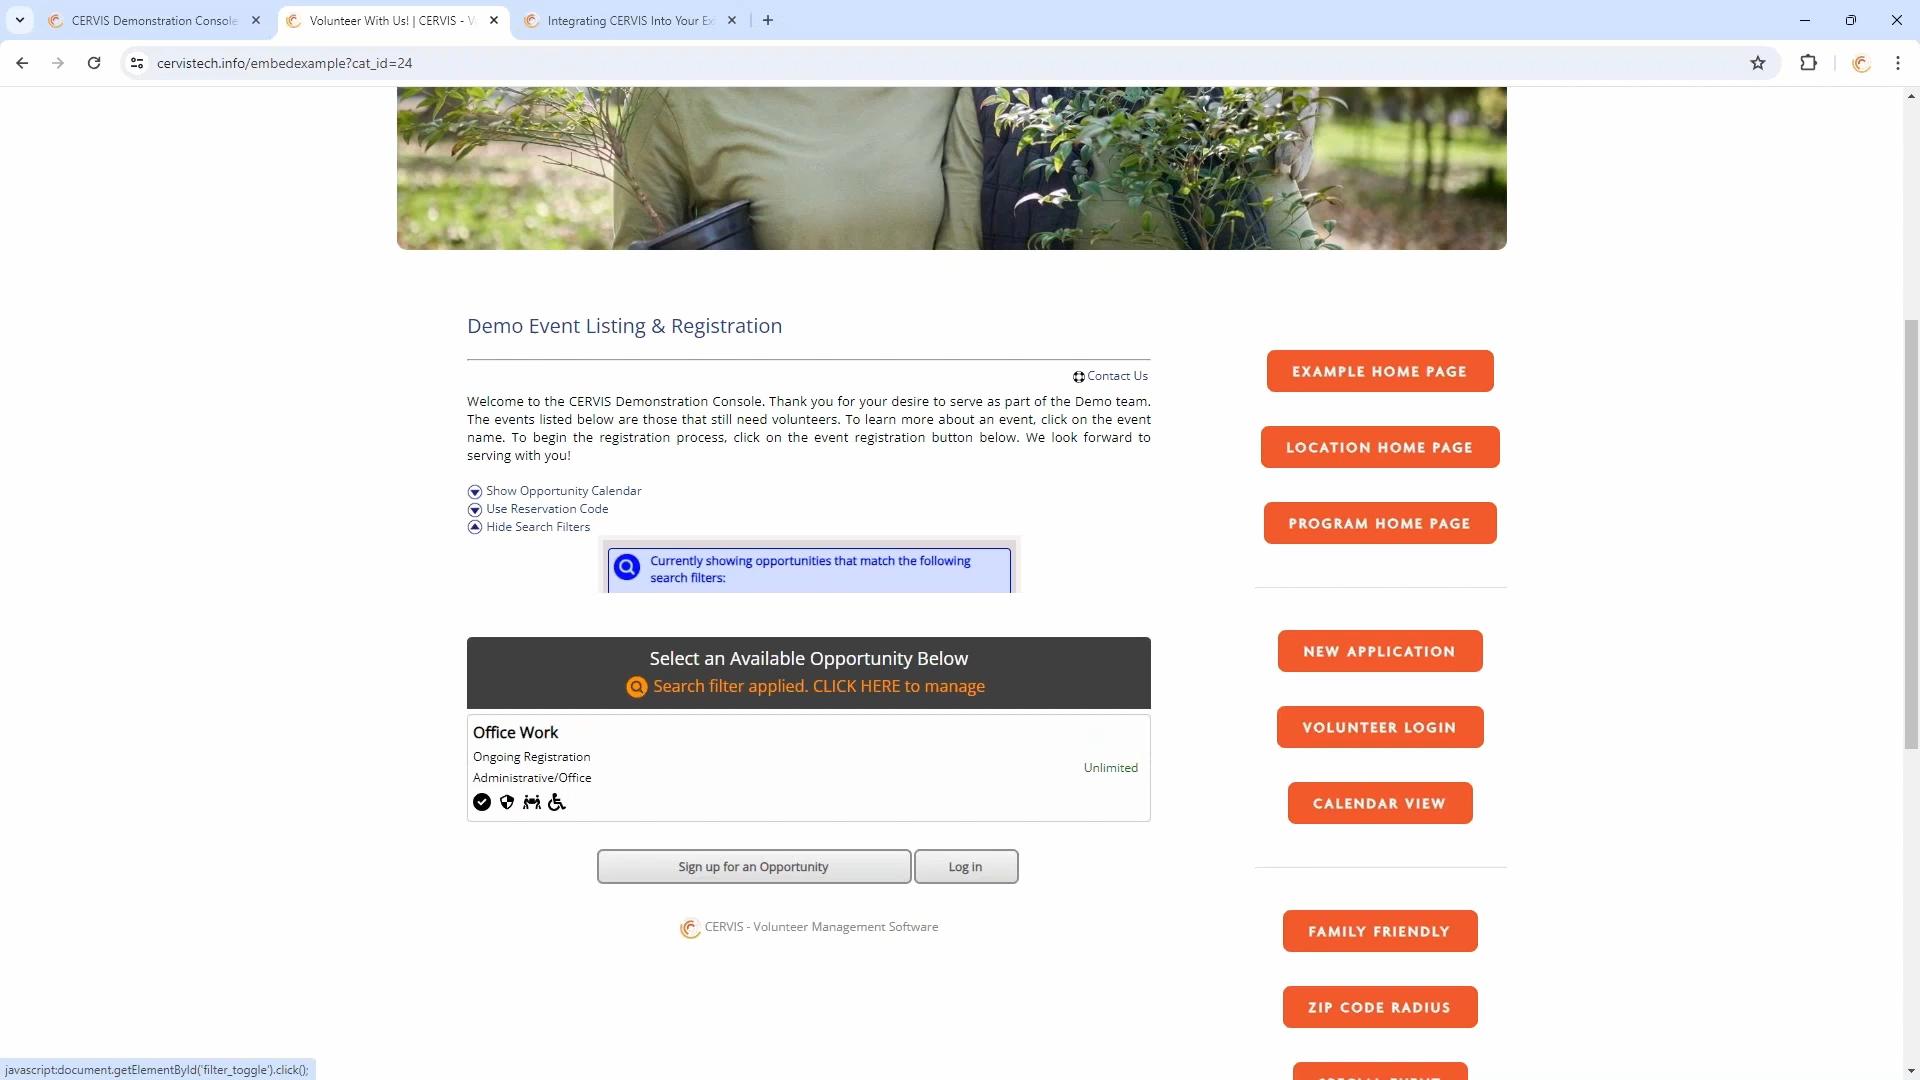 CERVIS Demonstration Console
Volunteer With Us! | CERVIS - V
Integrating CERVIS Into Your Ex
cervistech.info/embedexample?cat_id=24
Demo Event Listing & Registration
Contact Us
Welcome to the CERVIS Demonstration Console. Thank you for your desire to serve as part of the Demo team.
The events listed below are those that still need volunteers. To learn more about an event, click on the event
name. To begin the registration process, click on the event registration button below. We look forward to
serving with you!
Show Opportunity Calendar
Use Reservation Code
Hide Search Filters
Currently showing opportunities that match the following
search filters:
Select an Available Opportunity Below
Search filter applied. CLICK HERE to manage
Office Work
Ongoing Registration
Administrative/Office
Unlimited
Sign up for an Opportunity
Log in
CERVIS - Volunteer Management Software
EXAMPLE HOME PAGE
LOCATION HOME PAGE
PROGRAM HOME PAGE
NEW APPLICATION
VOLUNTEER LOGIN
CALENDAR VIEW
FAMILY FRIENDLY
ZIP CODE RADIUS
SPECIAL EVENT
javascript:document.getElementById('filter_toggle').click();